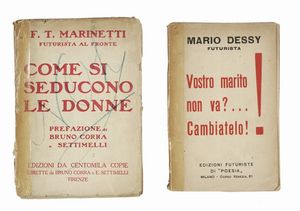 F. T. MARINETTI
FUTURISTA AL FRONTE
COME SI
SEDUCONO
LE DONNE
PREFAZIONE DI
BRUNO CORRA
E SETTIMELLI
EDIZIONI DA CENTOMILA COPIE
DIRETTE DA BRUNO CORRA E E. SETTIMELLI
FIRENZE
MARIO DESSY
FUTURISTA
Vostro marito
non va?...
Cambiatelo!
!
EDIZIONI FUTURISTE
DI "POESIA"
MILANO - CORSO VENEZIA, 61